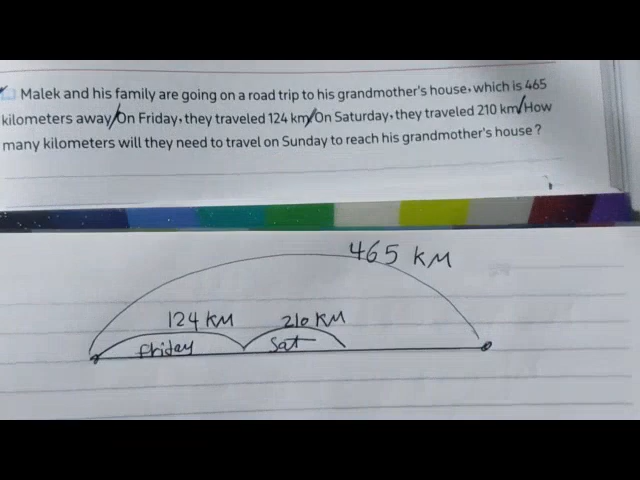 Malek and his family are going on a road trip to his grandmother's house, which is 465
kilometers away/On Friday, they traveled 124 km/On Saturday, they traveled 210 km/How
many kilometers will they need to travel on Sunday to reach his grandmother's house?
465 KM
124 KM 210 KM
Friday Sat